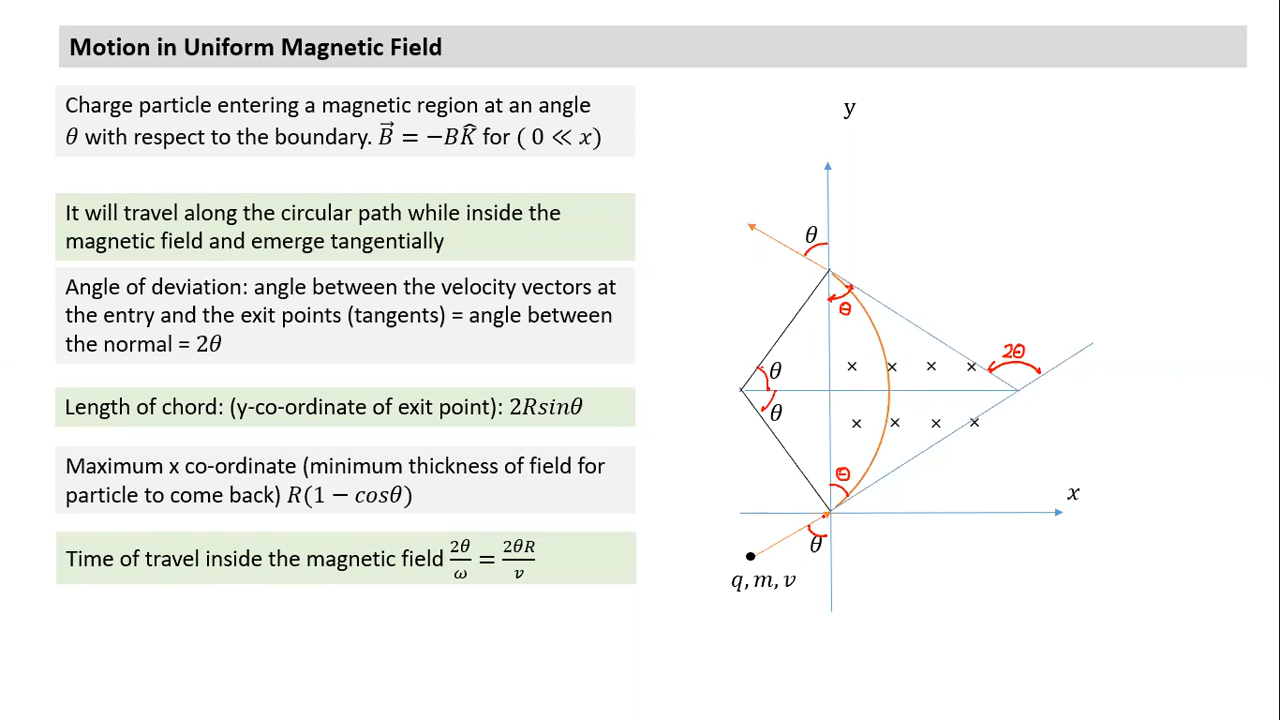 Motion in Uniform Magnetic Field
Charge particle entering a magnetic region at an angle
θ with respect to the boundary. $\vec{B} = -B\hat{K}$ for ( 0 ≪ x)
It will travel along the circular path while inside the
magnetic field and emerge tangentially
Angle of deviation: angle between the velocity vectors at
the entry and the exit points (tangents) = angle between
the normal = 2θ
Length of chord: (y-co-ordinate of exit point): 2Rsinθ
Maximum x co-ordinate (minimum thickness of field for
particle to come back) R(1 − cosθ)
Time of travel inside the magnetic field $\frac{2θ}{ω} = \frac{2θR}{v}$
y
θ
θ
2θ
× × × ×
θ
θ
× × × ×
θ
x
θ
q, m, v